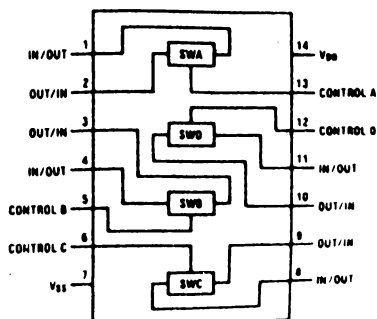 IN/OUT 1
OUT/IN 2
OUT/IN 3
IN/OUT 4
CONTROL B 5
CONTROL C 6
VSS 7
SWA
SWD
SWB
SWC
14 VDD
13 CONTROL A
12 CONTROL D
11 IN/OUT
10 OUT/IN
9 OUT/IN
8 IN/OUT